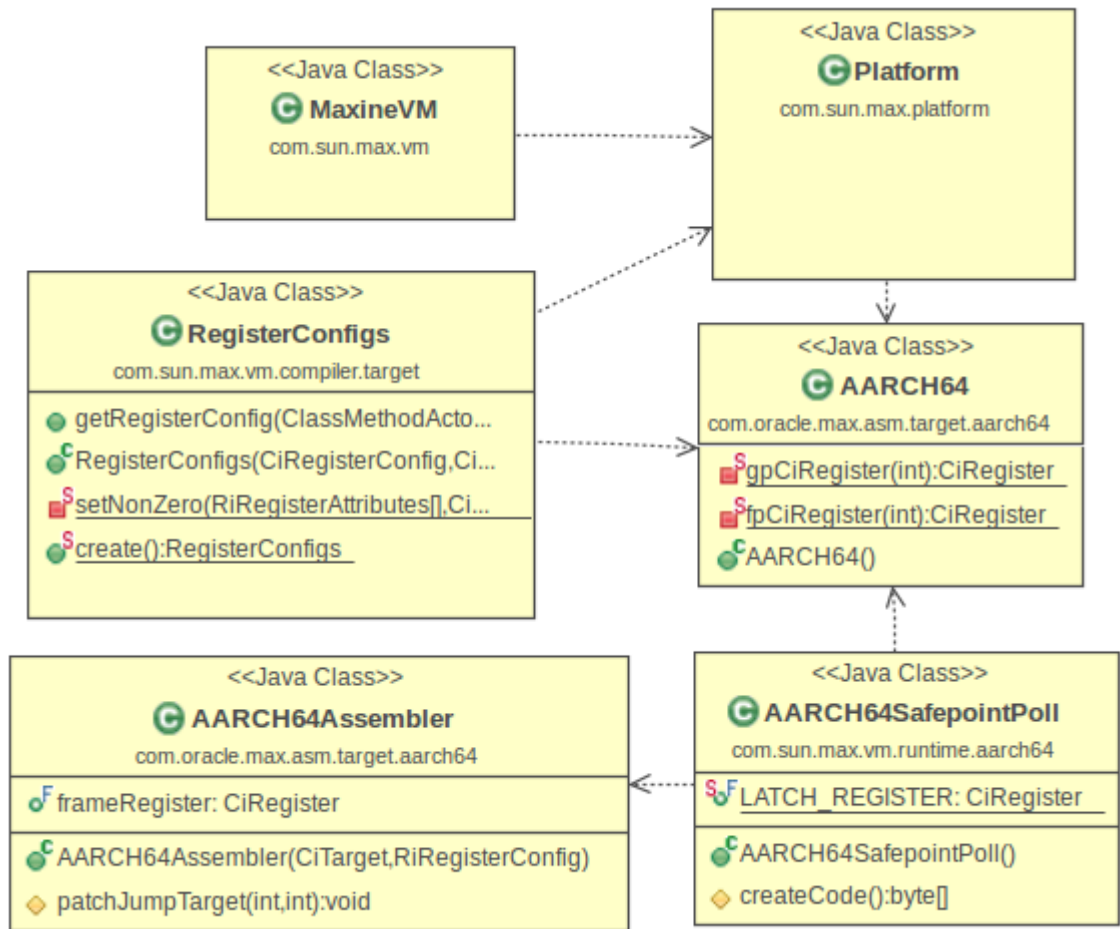 <<Java Class>>
MaxineVM
com.sun.max.vm
<<Java Class>>
Platform
com.sun.max.platform
<<Java Class>>
RegisterConfigs
com.sun.max.vm.compiler.target
getRegisterConfig(ClassMethodActo...
RegisterConfigs(CiRegisterConfig,Ci...
setNonZero(RiRegisterAttributes[],Ci...
create():RegisterConfigs
<<Java Class>>
AARCH64
com.oracle.max.asm.target.aarch64
gpCiRegister(int):CiRegister
fpCiRegister(int):CiRegister
AARCH64()
<<Java Class>>
AARCH64Assembler
com.oracle.max.asm.target.aarch64
frameRegister: CiRegister
AARCH64Assembler(CiTarget,RiRegisterConfig)
patchJumpTarget(int,int):void
<<Java Class>>
AARCH64SafepointPoll
com.sun.max.vm.runtime.aarch64
LATCH_REGISTER: CiRegister
AARCH64SafepointPoll()
createCode():byte[]